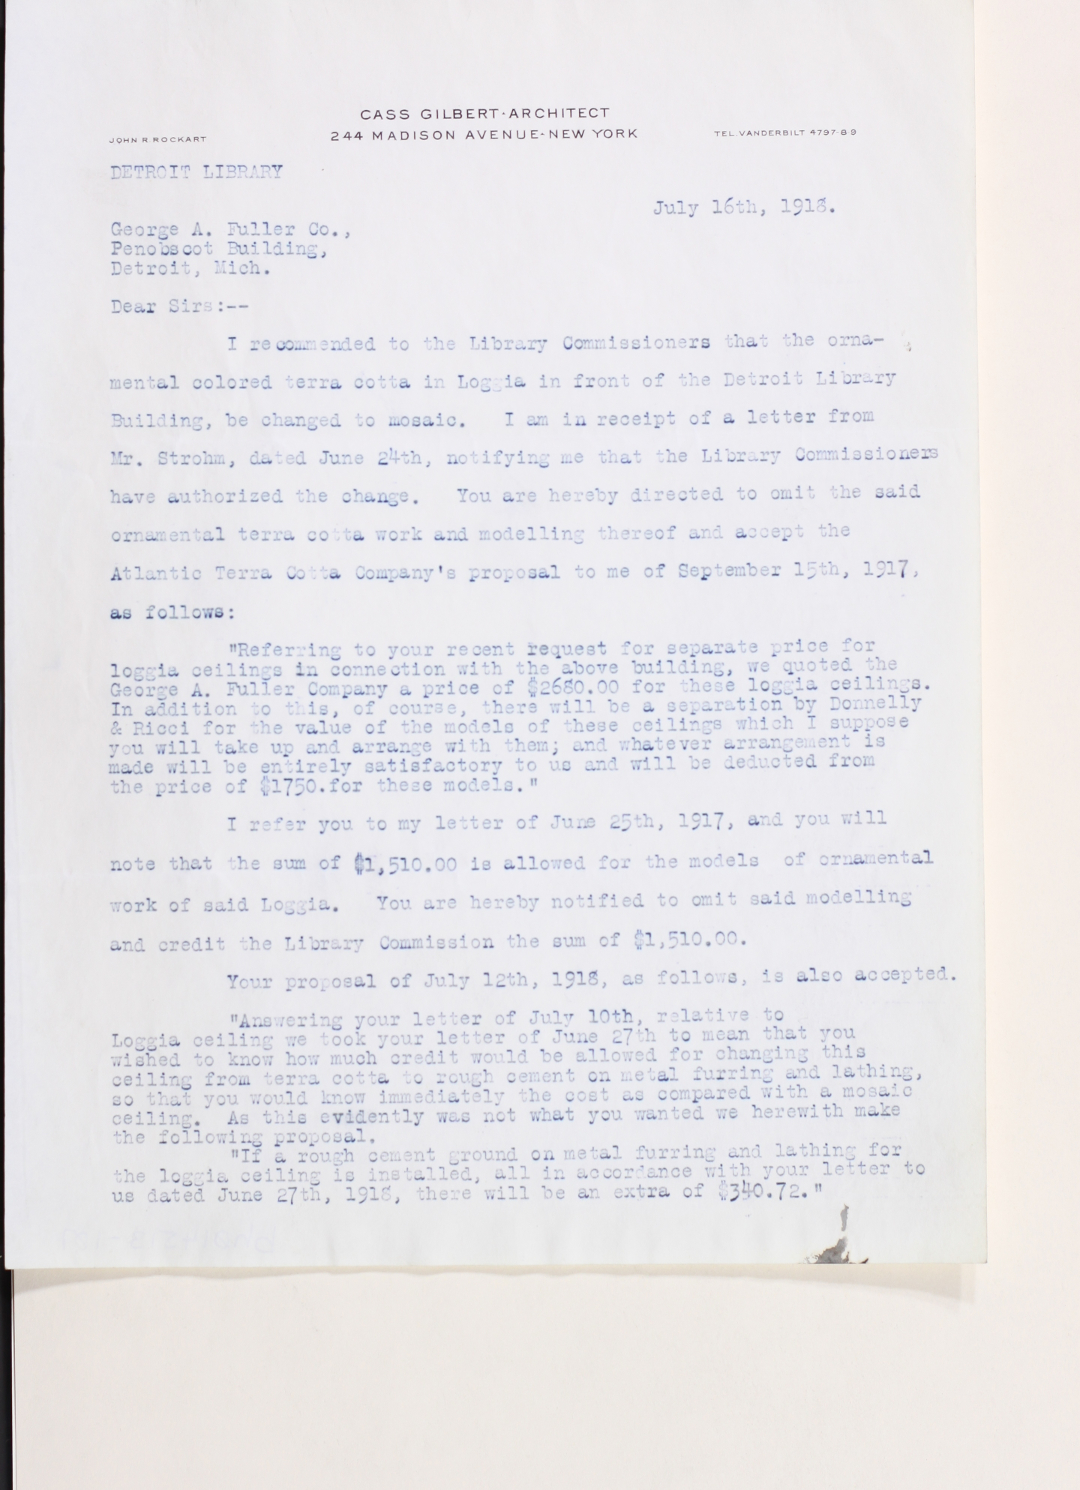 CASS GILBERT·ARCHITECT
JOHN R. ROCKART
244 MADISON AVENUE-NEW YORK
TEL. VANDERBILT 4797-8-9
DETROIT LIBRARY
July 16th, 1918.
George A. Fuller Co.,
Penobscot Building,
Detroit, Mich.
Dear Sirs:--
I recommended to the Library Commissioners that the orna-
mental colored terra cotta in Loggia in front of the Detroit Library
Building, be changed to mosaic. I am in receipt of a letter from
Mr. Strohm, dated June 24th, notifying me that the Library Commissioners
have authorized the change. You are hereby directed to omit the said
ornamental terra cotta work and modelling thereof and accept the
Atlantic Terra Cotta Company's proposal to me of September 15th, 1917,
as follows:
"Referring to your recent request for separate price for
loggia ceilings in connection with the above building, we quoted the
George A. Fuller Company a price of $2680.00 for these loggia ceilings.
In addition to this, of course, there will be a separation by Donnelly
& Ricci for the value of the models of these ceilings which I suppose
you will take up and arrange with them; and whatever arrangement is
made will be entirely satisfactory to us and will be deducted from
the price of $1750.for these models."
I refer you to my letter of June 25th, 1917, and you will
note that the sum of $1,510.00 is allowed for the models of ornamental
work of said Loggia. You are hereby notified to omit said modelling
and credit the Library Commission the sum of $1,510.00.
Your proposal of July 12th, 1918, as follows, is also accepted.
"Answering your letter of July 10th, relative to
Loggia ceiling we took your letter of June 27th to mean that you
wished to know how much credit would be allowed for changing this
ceiling from terra cotta to rough cement on metal furring and lathing,
so that you would know immediately the cost as compared with a mosaic
ceiling. As this evidently was not what you wanted we herewith make
the following proposal.
"If a rough cement ground on metal furring and lathing for
the loggia ceiling is installed, all in accordance with your letter to
us dated June 27th, 1918, there will be an extra of $340.72."